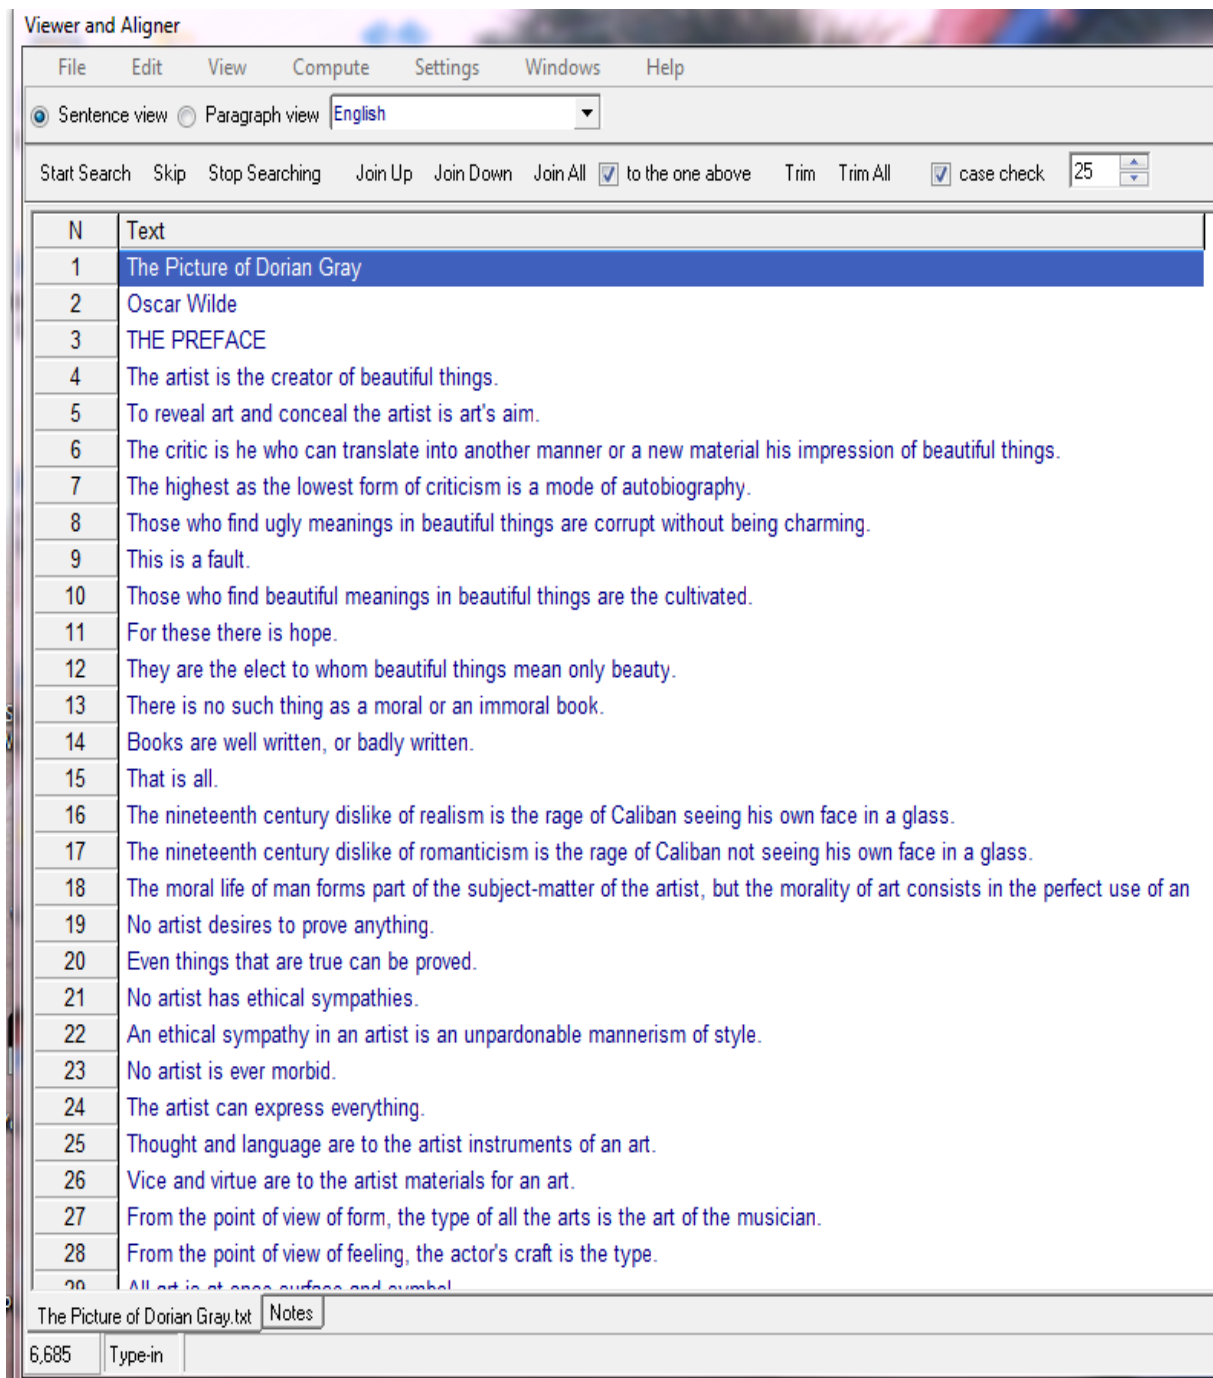 Viewer and Aligner
File Edit View Compute Settings Windows Help
Sentence view Paragraph view English
Start Search Skip Stop Searching Join Up Join Down Join All to the one above Trim Trim All case check 25
N Text
1 The Picture of Dorian Gray
2 Oscar Wilde
3 THE PREFACE
4 The artist is the creator of beautiful things.
5 To reveal art and conceal the artist is art's aim.
6 The critic is he who can translate into another manner or a new material his impression of beautiful things.
7 The highest as the lowest form of criticism is a mode of autobiography.
8 Those who find ugly meanings in beautiful things are corrupt without being charming.
9 This is a fault.
10 Those who find beautiful meanings in beautiful things are the cultivated.
11 For these there is hope.
12 They are the elect to whom beautiful things mean only beauty.
13 There is no such thing as a moral or an immoral book.
14 Books are well written, or badly written.
15 That is all.
16 The nineteenth century dislike of realism is the rage of Caliban seeing his own face in a glass.
17 The nineteenth century dislike of romanticism is the rage of Caliban not seeing his own face in a glass.
18 The moral life of man forms part of the subject-matter of the artist, but the morality of art consists in the perfect use of an
19 No artist desires to prove anything.
20 Even things that are true can be proved.
21 No artist has ethical sympathies.
22 An ethical sympathy in an artist is an unpardonable mannerism of style.
23 No artist is ever morbid.
24 The artist can express everything.
25 Thought and language are to the artist instruments of an art.
26 Vice and virtue are to the artist materials for an art.
27 From the point of view of form, the type of all the arts is the art of the musician.
28 From the point of view of feeling, the actor's craft is the type.
29 All art is at once surface and symbol
The Picture of Dorian Gray.txt Notes
6,685 Type-in